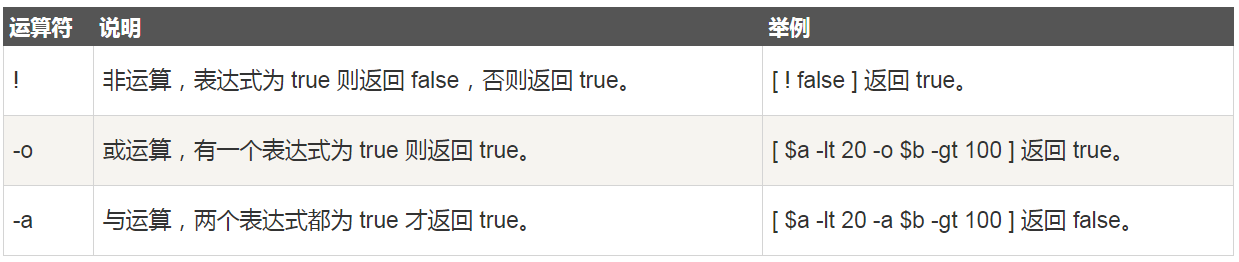 运算符 说明 举例
! 非运算，表达式为 true 则返回 false，否则返回 true。 [ ! false ] 返回 true。
-o 或运算，有一个表达式为 true 则返回 true。 [ $a -lt 20 -o $b -gt 100 ] 返回 true。
-a 与运算，两个表达式都为 true 才返回 true。 [ $a -lt 20 -a $b -gt 100 ] 返回 false。